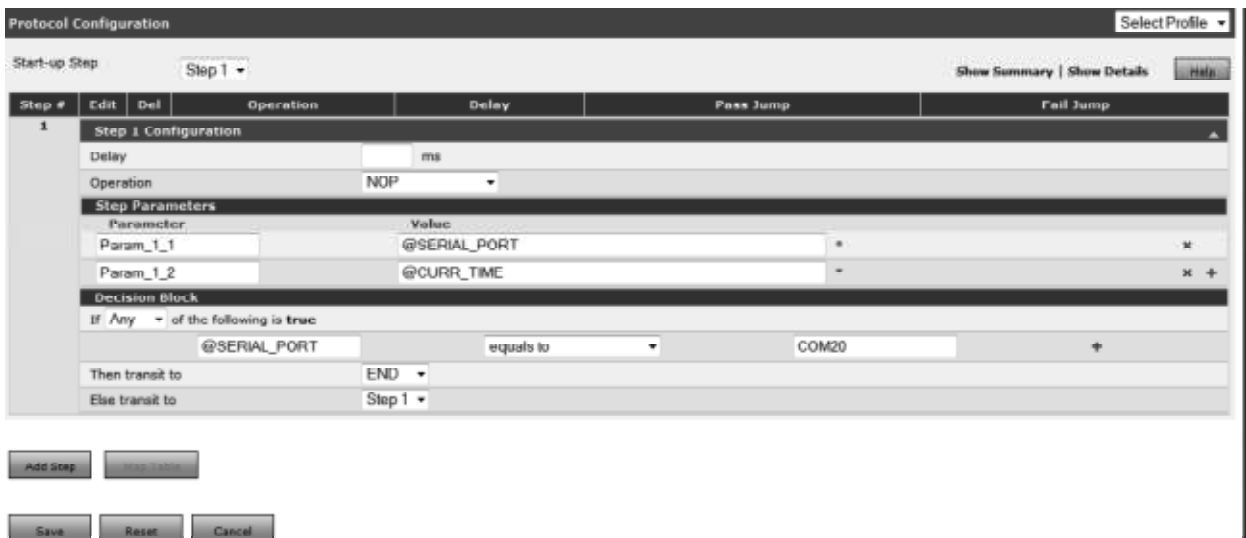 Protocol Configuration Select Profile
Start-up Step Step 1 Show Summary | Show Details Help
Step # Edit Del Operation Delay Pass Jump Fail Jump
1 Step 1 Configuration
Delay ms
Operation NOP
Step Parameters
Parameter Value
Param_1_1 @SERIAL_PORT
Param_1_2 @CURR_TIME
Decision Block
If Any of the following is true
@SERIAL_PORT equals to COM20
Then transit to END
Else transit to Step 1
Add Step Map Table
Save Reset Cancel